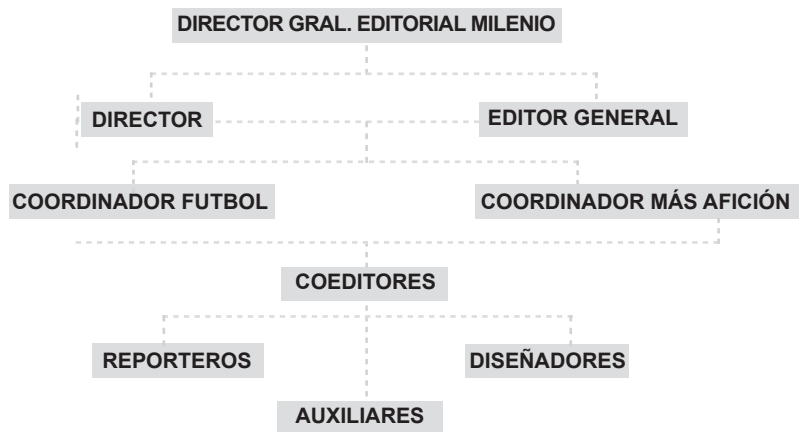 DIRECTOR GRAL. EDITORIAL MILENIO
DIRECTOR
EDITOR GENERAL
COORDINADOR FUTBOL
COORDINADOR MÁS AFICIÓN
COEDITORES
REPORTEROS
DISEÑADORES
AUXILIARES